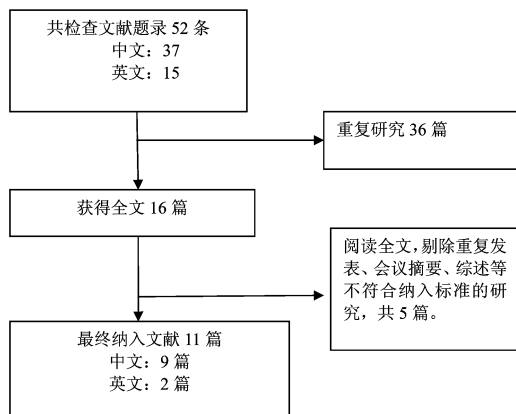 共检查文献题录 52 条
中文：37
英文：15
重复研究 36 篇
获得全文 16 篇
阅读全文，剔除重复发
表、会议摘要、综述等
不符合纳入标准的研
究，共 5 篇。
最终纳入文献 11 篇
中文：9 篇
英文：2 篇